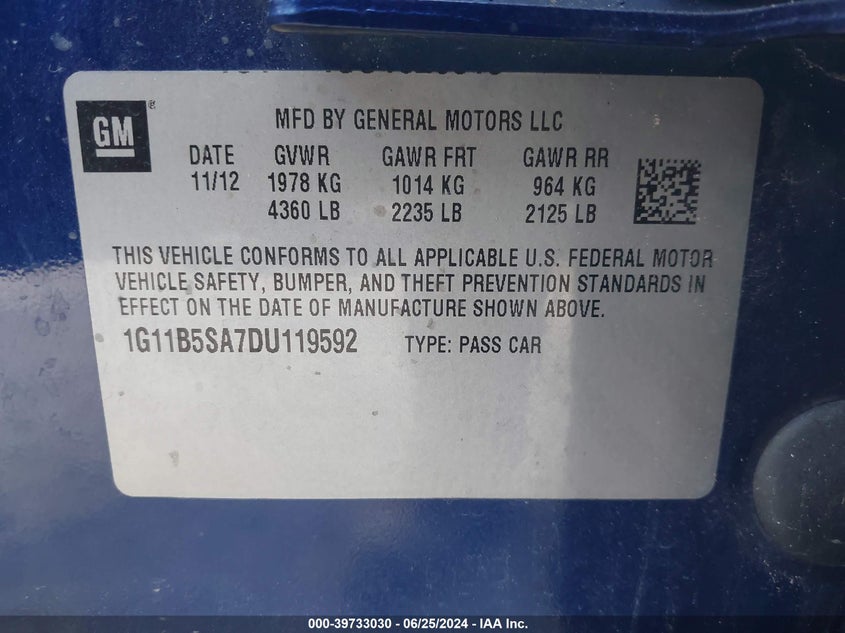 GM
®
MFD BY GENERAL MOTORS LLC
DATE GVWR GAWR FRT GAWR RR
11/12 1978 KG 1014 KG 964 KG
4360 LB 2235 LB 2125 LB
THIS VEHICLE CONFORMS TO ALL APPLICABLE U.S. FEDERAL MOTOR
VEHICLE SAFETY, BUMPER, AND THEFT PREVENTION STANDARDS IN
EFFECT ON THE DATE OF MANUFACTURE SHOWN ABOVE.
1G11B5SA7DU119592 TYPE: PASS CAR
000-39733030 - 06/25/2024 - IAA Inc.